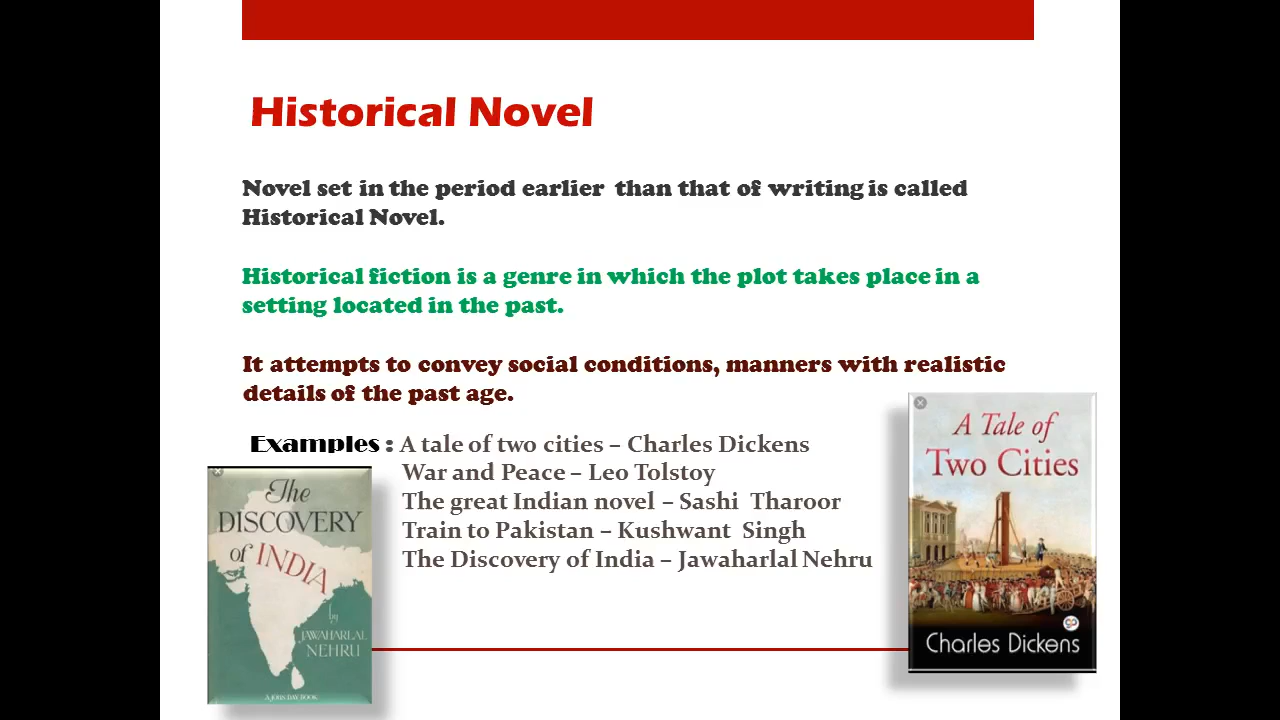 Historical Novel
Novel set in the period earlier than that of writing is called
Historical Novel.
Historical fiction is a genre in which the plot takes place in a
setting located in the past.
It attempts to convey social conditions, manners with realistic
details of the past age.
Examples : A tale of two cities – Charles Dickens
War and Peace – Leo Tolstoy
The great Indian novel – Sashi Tharoor
Train to Pakistan – Kushwant Singh
The Discovery of India – Jawaharlal Nehru
The
DISCOVERY
of INDIA
by
JAWAHARLAL
NEHRU
A JOHN DAY BOOK
A Tale of
Two Cities
GP
Charles Dickens